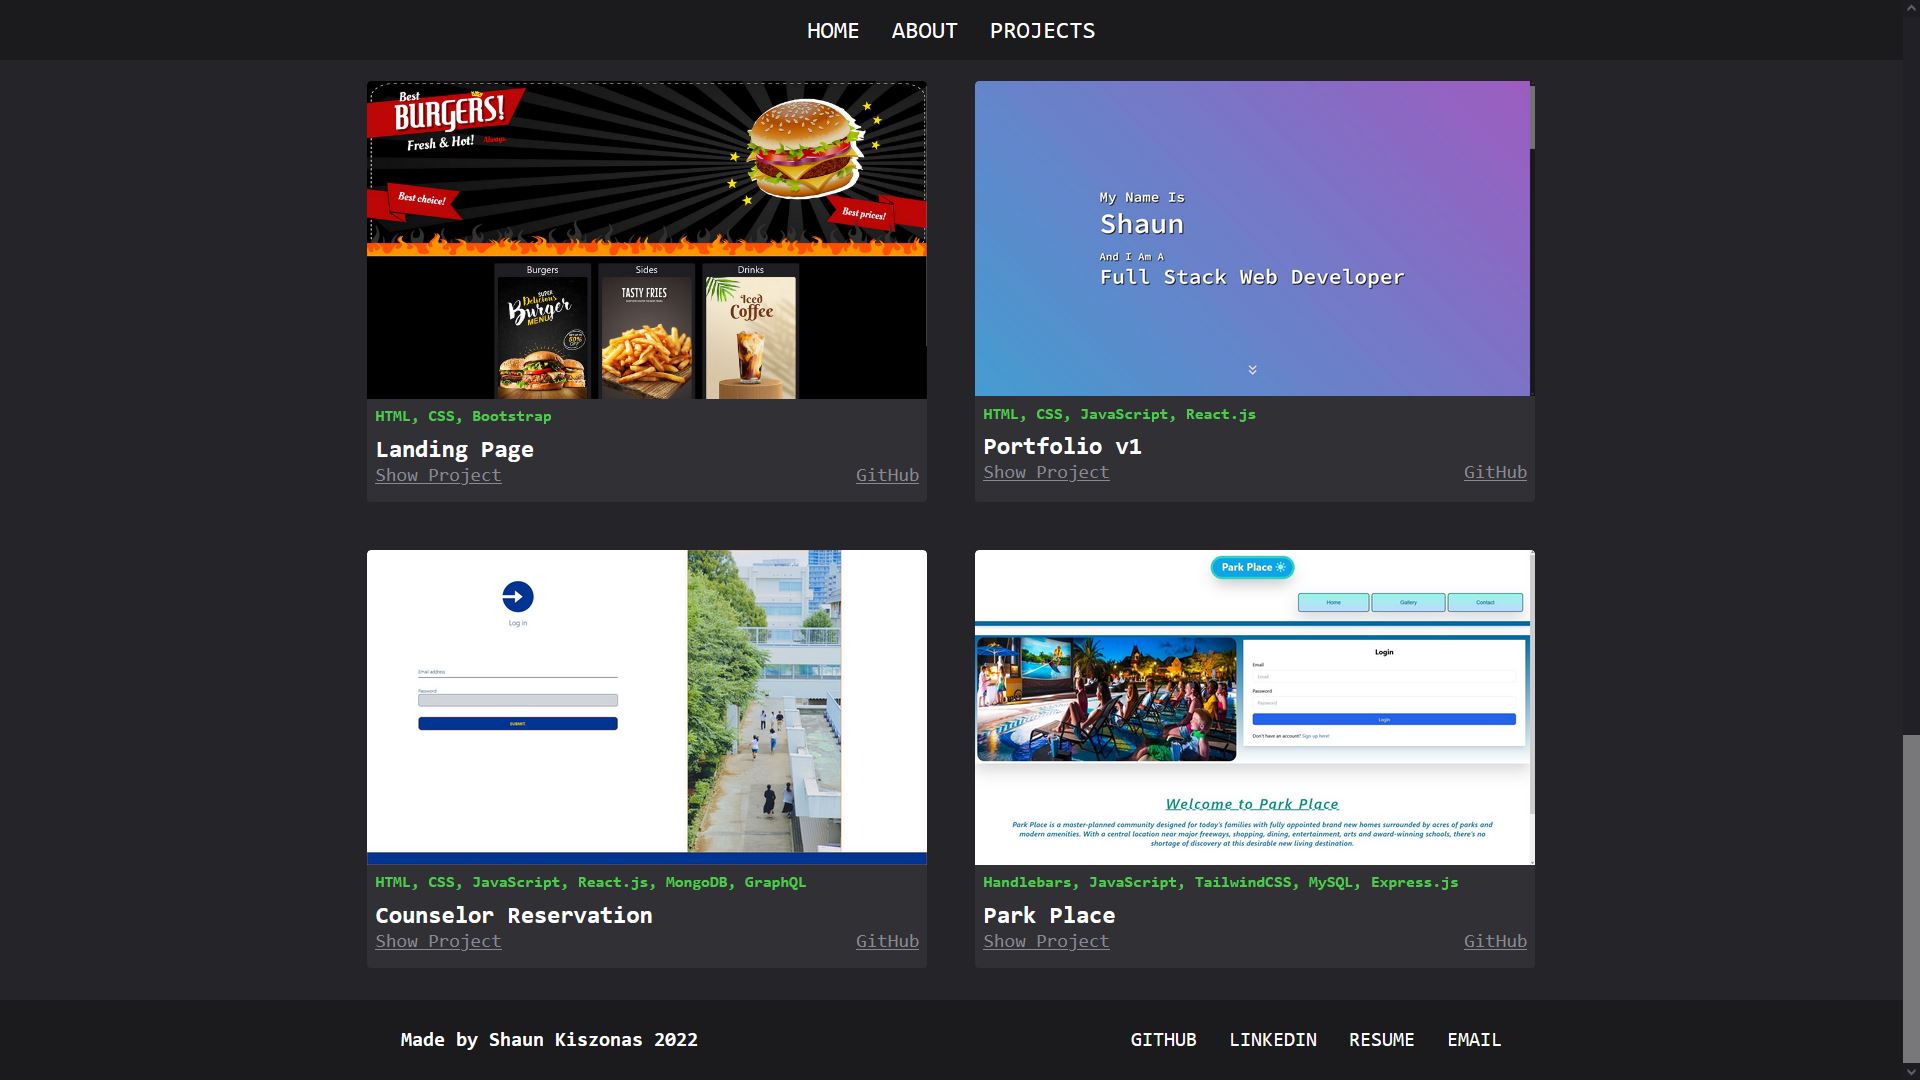 HOME ABOUT PROJECTS
Best
BURGERS!
Fresh & Hot! Always.
Best choice!
Best prices!
Burgers Sides Drinks
SUPER
Delicious
Burger
MENU
50%
OFF
TASTY FRIES
Iced
Coffee
HTML, CSS, Bootstrap
Landing Page
Show Project GitHub
My Name Is
Shaun
And I Am A
Full Stack Web Developer
HTML, CSS, JavaScript, React.js
Portfolio v1
Show Project GitHub
Log in
Email address
Password
SUBMIT
HTML, CSS, JavaScript, React.js, MongoDB, GraphQL
Counselor Reservation
Show Project GitHub
Park Place
Home Gallery Contact
Login
Email
Email
Password
Password
Login
Don't have an account? Sign up here!
Welcome to Park Place
Park Place is a master-planned community designed for today's families with fully appointed brand new homes surrounded by acres of parks and
modern amenities. With a central location near major freeways, shopping, dining, entertainment, arts and award-winning schools, there's no
shortage of discovery at this desirable new living destination.
Handlebars, JavaScript, TailwindCSS, MySQL, Express.js
Park Place
Show Project GitHub
Made by Shaun Kiszonas 2022
GITHUB LINKEDIN RESUME EMAIL